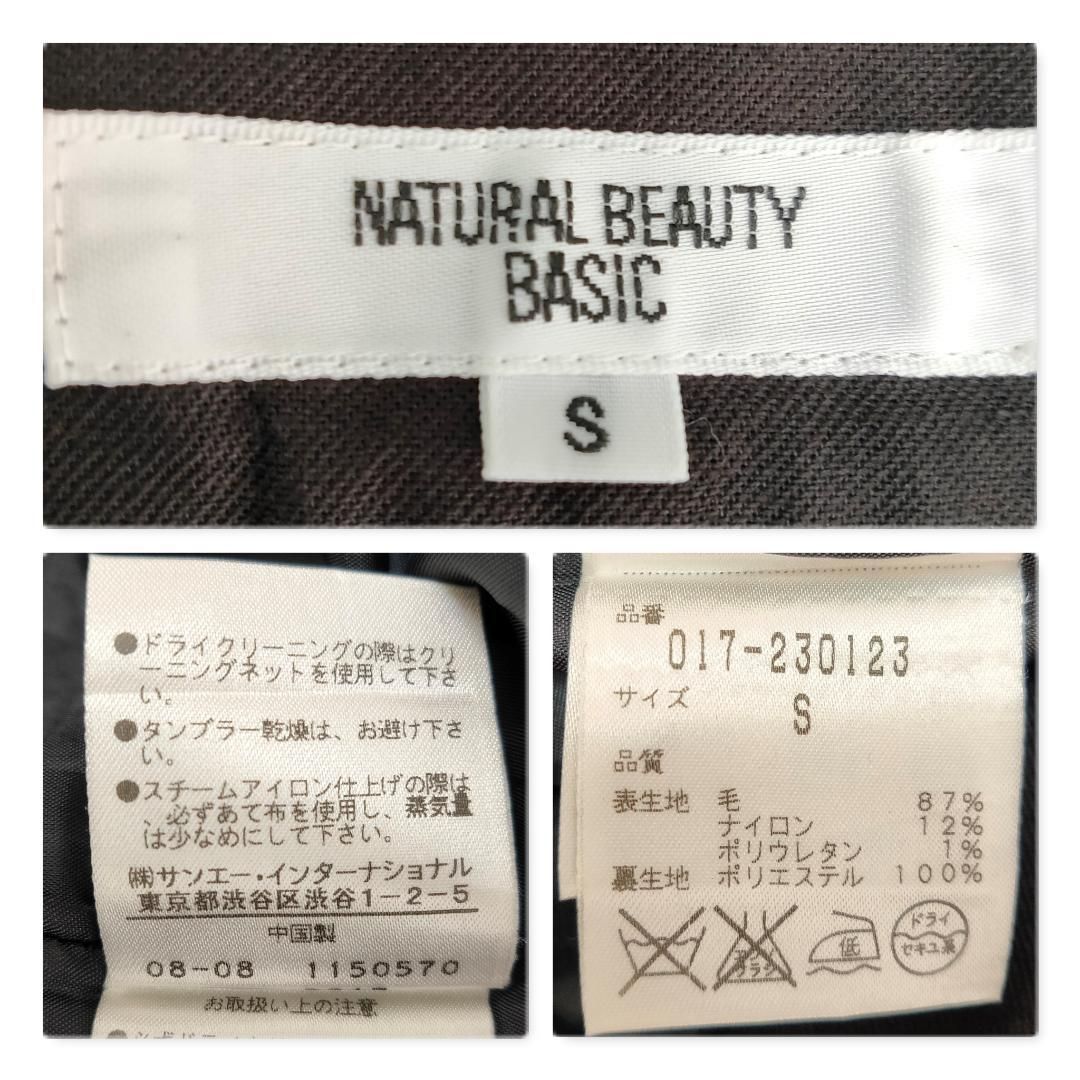 NATURAL BEAUTY
BASIC
S
●ドライクリーニングの際はクリ
ーニングネットを使用して下さ
い。
●タンブラー乾燥は、お避け下さ
い。
●スチームアイロン仕上げの際は
、必ずあて布を使用し、蒸気量
は少なめにして下さい。
㈱サンエー・インターナショナル
東京都渋谷区渋谷1-2-5
中国製
08-08 1150570
お取扱い上の注意
品番
017-230123
サイズ
S
品質
表生地 毛 87%
ナイロン 12%
ポリウレタン 1%
裏生地 ポリエステル 100%
低
ドライ
セキユ系